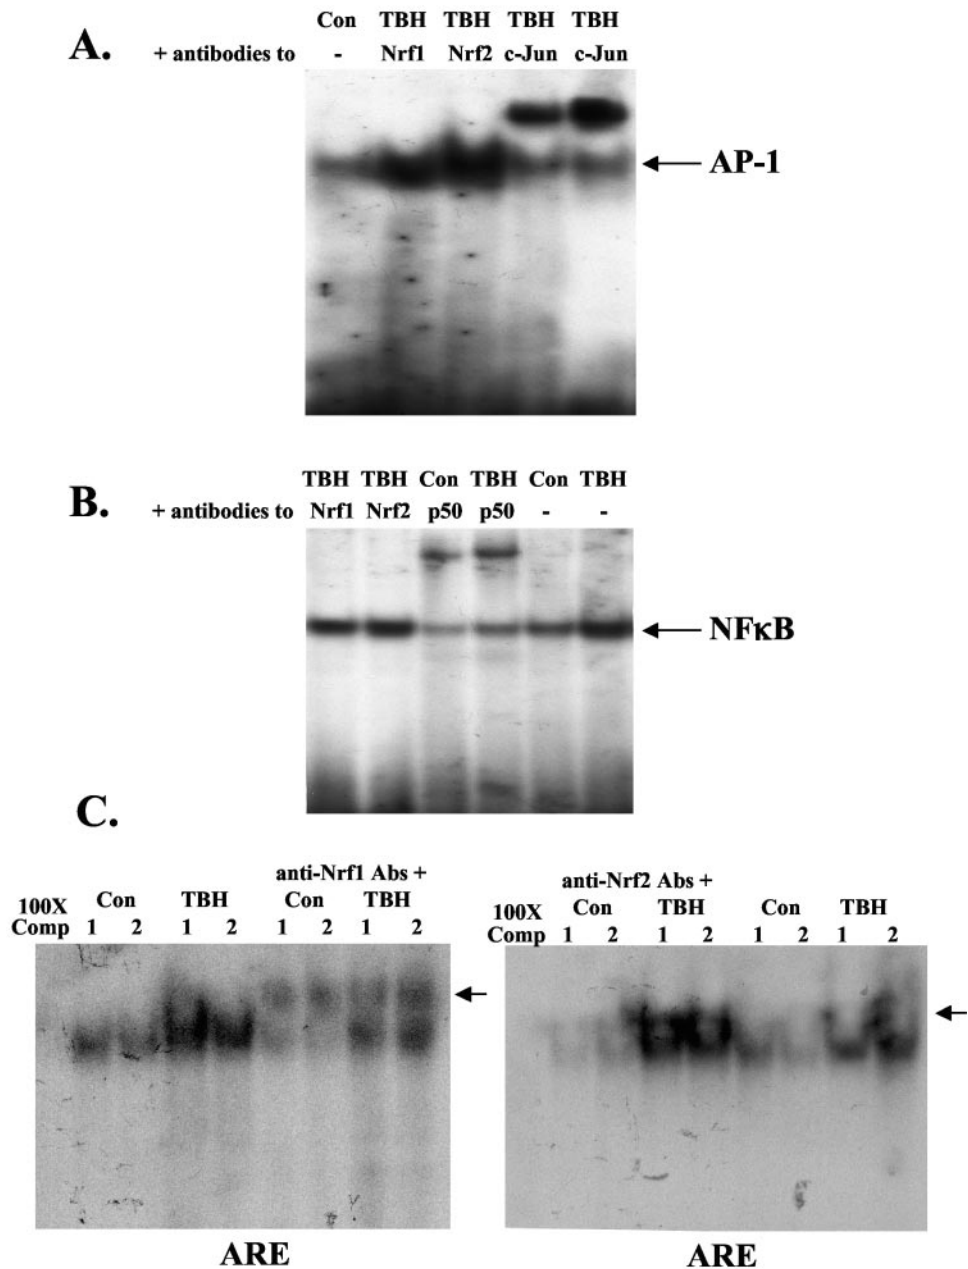 A.
Con TBH TBH TBH TBH
+ antibodies to - Nrf1 Nrf2 c-Jun c-Jun
AP-1
B.
TBH TBH Con TBH Con TBH
+ antibodies to Nrf1 Nrf2 p50 p50 - -
NFκB
C.
anti-Nrf1 Abs +
100X Con TBH Con TBH
Comp 1 2 1 2 1 2 1 2
ARE
anti-Nrf2 Abs +
100X Con TBH Con TBH
Comp 1 2 1 2 1 2 1 2
ARE